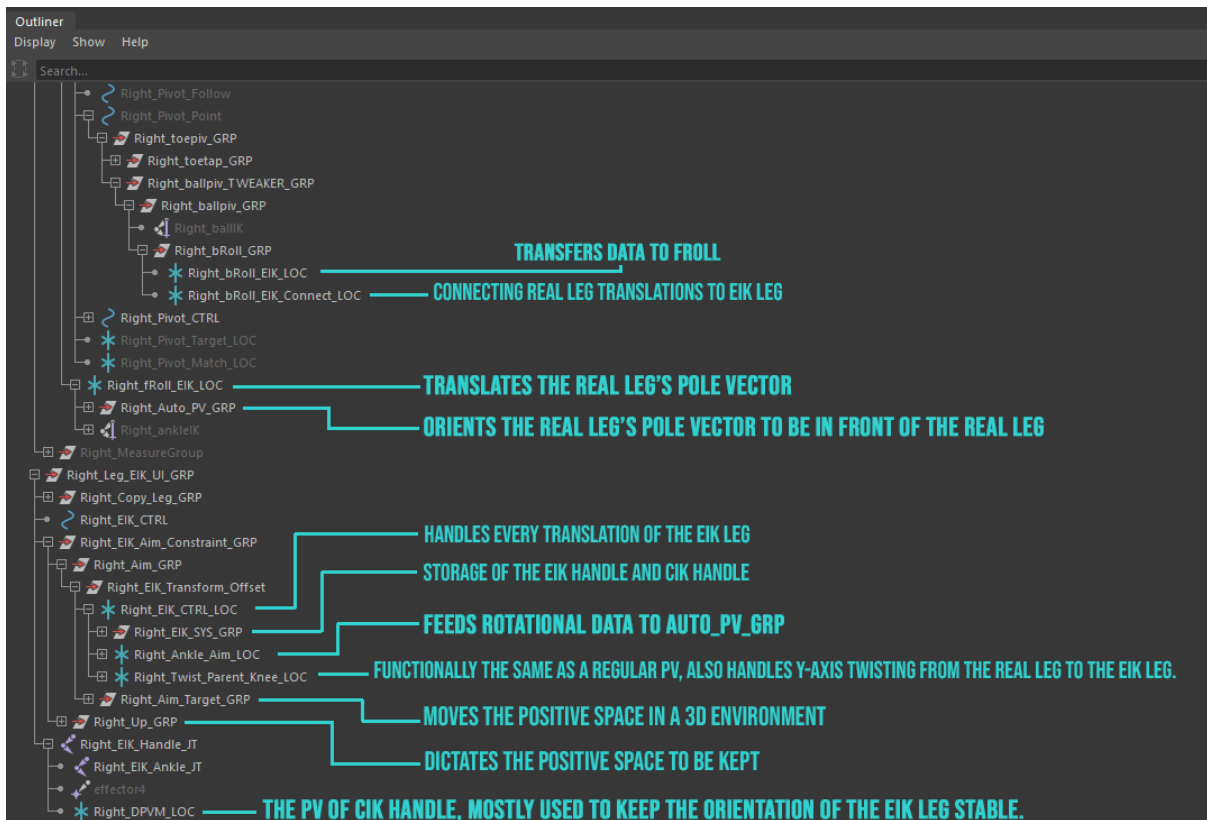 Outliner
Display Show Help
Search...
Right_Pivot_Follow
Right_Pivot_Point
Right_toepiv_GRP
Right_toetap_GRP
Right_ballpiv_TWEAKER_GRP
Right_ballpiv_GRP
Right_ballIK
Right_bRoll_GRP
TRANSFERS DATA TO FROLL
Right_bRoll_EIK_LOC
Right_bRoll_EIK_Connect_LOC
CONNECTING REAL LEG TRANSLATIONS TO EIK LEG
Right_Pivot_CTRL
Right_Pivot_Target_LOC
Right_Pivot_Match_LOC
Right_fRoll_EIK_LOC
TRANSLATES THE REAL LEG'S POLE VECTOR
Right_Auto_PV_GRP
ORIENTS THE REAL LEG'S POLE VECTOR TO BE IN FRONT OF THE REAL LEG
Right_ankleIK
Right_MeasureGroup
Right_Leg_EIK_UI_GRP
Right_Copy_Leg_GRP
Right_EIK_CTRL
HANDLES EVERY TRANSLATION OF THE EIK LEG
Right_EIK_Aim_Constraint_GRP
Right_Aim_GRP
STORAGE OF THE EIK HANDLE AND CIK HANDLE
Right_EIK_Transform_Offset
Right_EIK_CTRL_LOC
FEEDS ROTATIONAL DATA TO AUTO_PV_GRP
Right_EIK_SYS_GRP
Right_Ankle_Aim_LOC
Right_Twist_Parent_Knee_LOC
FUNCTIONALLY THE SAME AS A REGULAR PV, ALSO HANDLES Y-AXIS TWISTING FROM THE REAL LEG TO THE EIK LEG.
Right_Aim_Target_GRP
MOVES THE POSITIVE SPACE IN A 3D ENVIRONMENT
Right_Up_GRP
Right_EIK_Handle_JT
DICTATES THE POSITIVE SPACE TO BE KEPT
Right_EIK_Ankle_JT
effector4
Right_DPVM_LOC
THE PV OF CIK HANDLE, MOSTLY USED TO KEEP THE ORIENTATION OF THE EIK LEG STABLE.